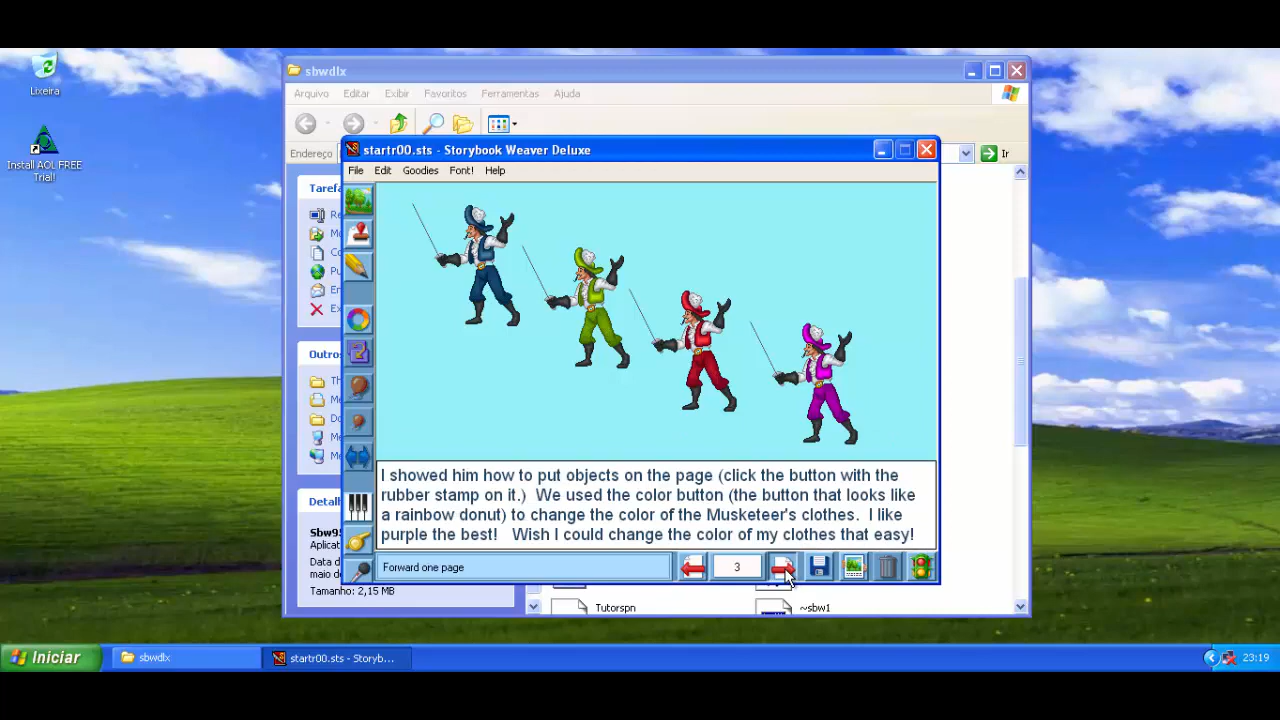 Lixeira
Install AOL FREE
Trial!
sbwdlx
Arquivo Editar Exibir Favoritos Ferramentas Ajuda
Endereço
Ir
startr00.sts - Storybook Weaver Deluxe
File Edit Goodies Font! Help
I showed him how to put objects on the page (click the button with the
rubber stamp on it.) We used the color button (the button that looks like
a rainbow donut) to change the color of the Musketeer's clothes. I like
purple the best! Wish I could change the color of my clothes that easy!
Forward one page
3
Tarefa
Outros
Detalh
Aplicat
Data d
maio d
Tamanho: 2,15 MB
Tutorspn
~sbw1
Iniciar
sbwdlx
startr00.sts - Storyb...
23:19